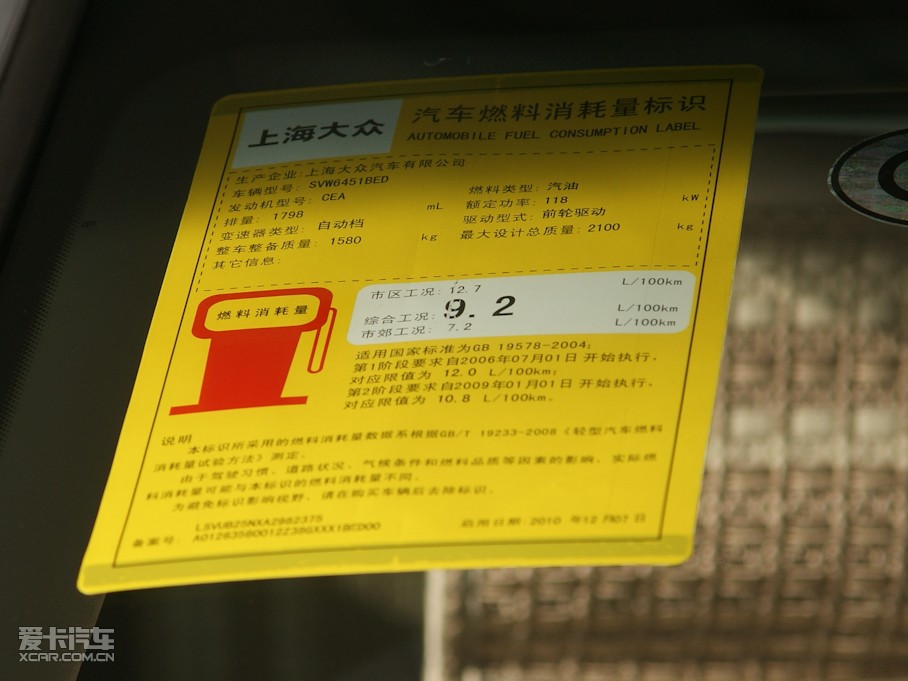 上海大众
汽车燃料消耗量标识
AUTOMOBILE FUEL CONSUMPTION LABEL
生产企业:上海大众汽车有限公司
车辆型号: SVW6451BED
发动机型号: CEA
燃料类型: 汽油
排量: 1798 mL
额定功率: 118 kW
变速器类型: 自动档
驱动型式: 前轮驱动
整车整备质量: 1580 kg
最大设计总质量: 2100 kg
其它信息:
燃料消耗量
市区工况: 12.7 L/100km
综合工况: 9.2 L/100km
市郊工况: 7.2 L/100km
适用国家标准为GB 19578-2004;
第1阶段要求自2006年07月01日 开始执行,
对应限值为 12.0 L/100km;
第2阶段要求自2009年01月01日 开始执行,
对应限值为 10.8 L/100km。
说明
本标识所采用的燃料消耗量数据系根据GB/T 19233-2008《轻型汽车燃料
消耗量试验方法》测定。
由于驾驶习惯、道路状况、气候条件和燃料品质等因素的影响、实际燃
料消耗量可能与本标识的燃料消耗量不同。
为避免标识影响视野、请在购买车辆后去除标识。
LSVUB25NXA2982375
备案号:
启用日期: 2010 年12月07日
爱卡汽车
XCAR.COM.CN